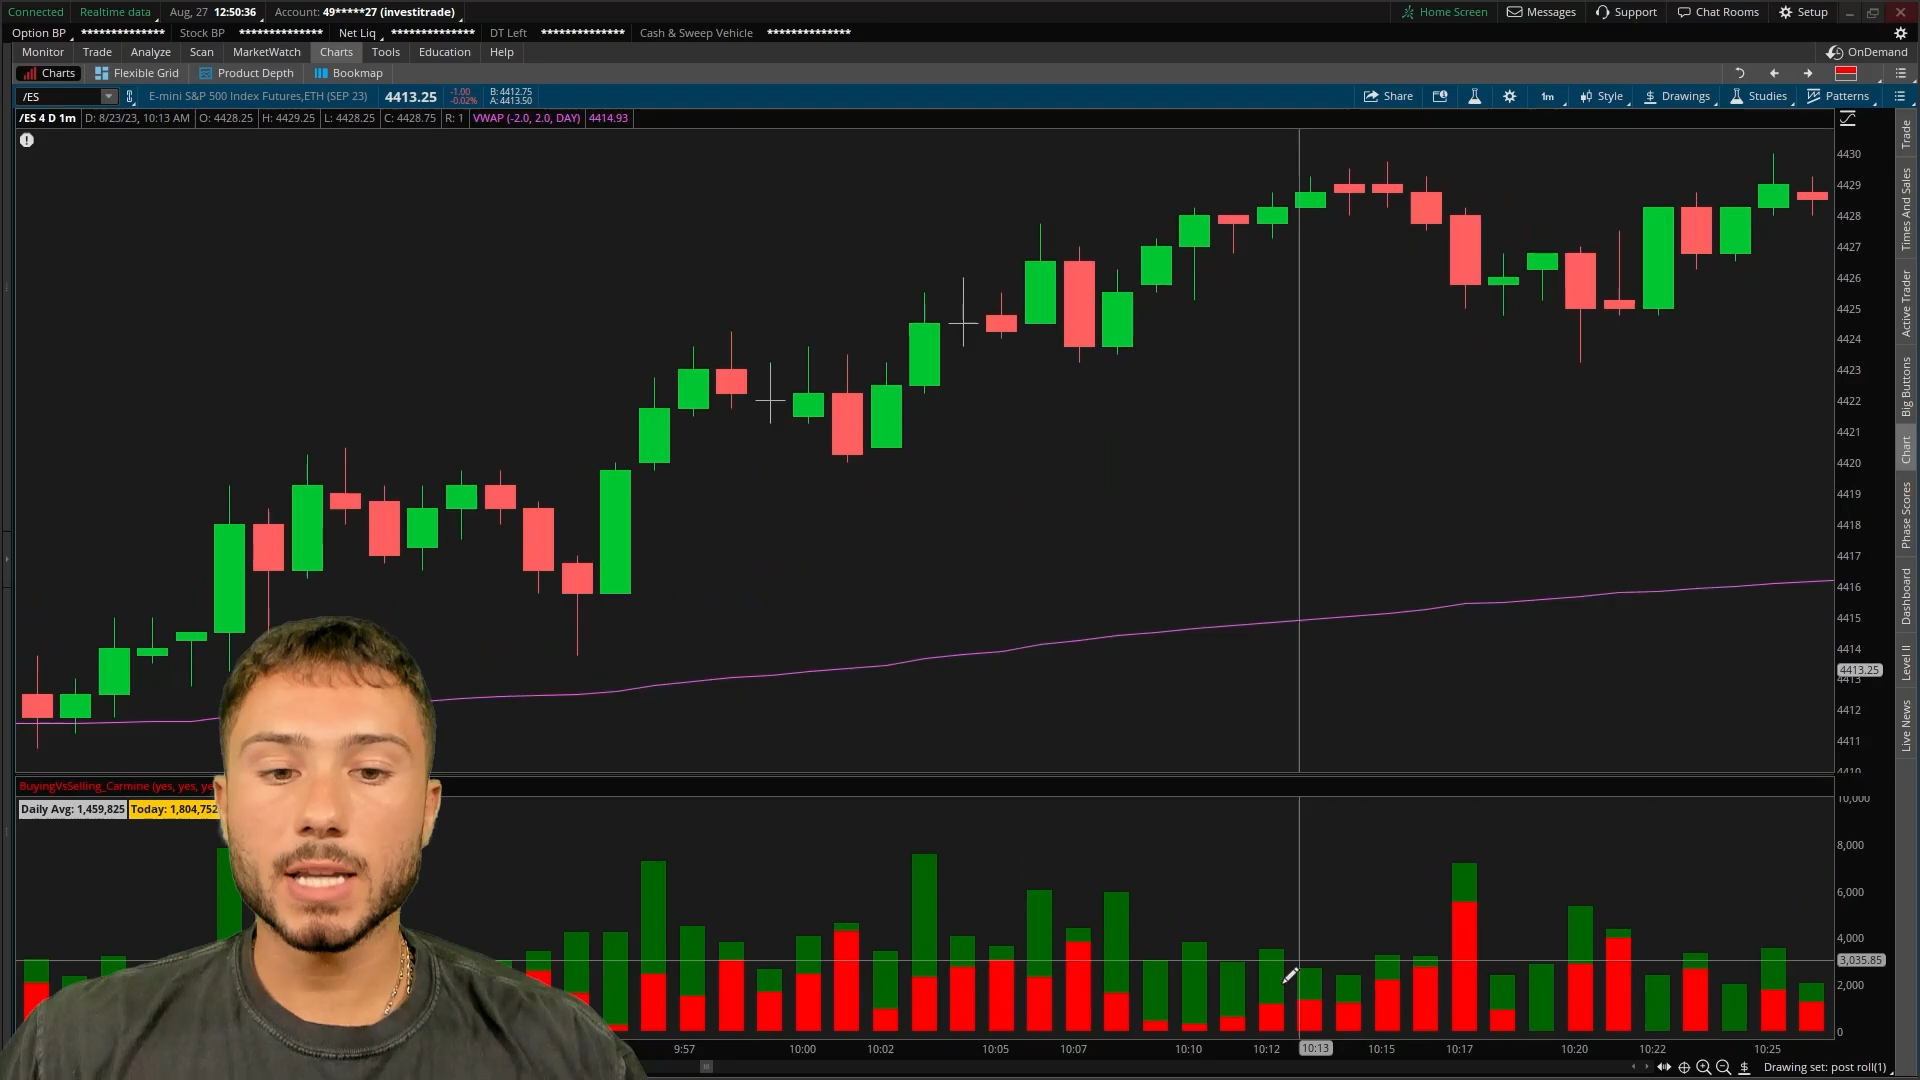 Connected Realtime data Aug, 27 12:50:36 Account: 49*****27 (investitrade) Home Screen Messages Support Chat Rooms Setup
Option BP ************** Stock BP ************** Net Liq ************** DT Left ************** Cash & Sweep Vehicle **************
Monitor Trade Analyze Scan MarketWatch Charts Tools Education Help OnDemand
Charts Flexible Grid Product Depth Bookmap
/ES E-mini S&P 500 Index Futures,ETH (SEP 23) 4413.25 -1.00 -0.02% B: 4412.75 A: 4413.50 Share 1m Style Drawings Studies Patterns
/ES 4 D 1m D: 8/23/23, 10:13 AM O: 4428.25 H: 4429.25 L: 4428.25 C: 4428.75 R: 1 VWAP (-2.0, 2.0, DAY) 4414.93
4430
4429
4428
4427
4426
4425
4424
4423
4422
4421
4420
4419
4418
4417
4416
4415
4414
4413.25
4413
4412
4411
4410
Trade
Times And Sales
Active Trader
Big Buttons
Chart
Phase Scores
Dashboard
Level II
Live News
BuyingVsSelling_Carmine (yes, yes, ye
Daily Avg: 1,459,825 Today: 1,804,752
10,000
8,000
6,000
4,000
3,035.85
2,000
0
9:57 10:00 10:02 10:05 10:07 10:10 10:12 10:13 10:15 10:17 10:20 10:22 10:25
Drawing set: post roll(1)